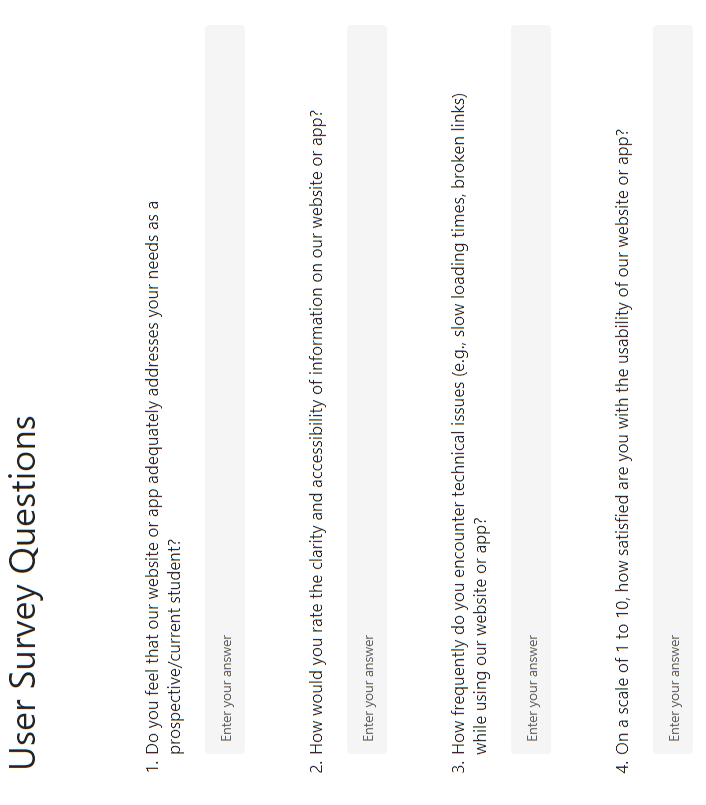 User Survey Questions
1. Do you feel that our website or app adequately addresses your needs as a
prospective/current student?
Enter your answer
2. How would you rate the clarity and accessibility of information on our website or app?
Enter your answer
3. How frequently do you encounter technical issues (e.g., slow loading times, broken links)
while using our website or app?
Enter your answer
4. On a scale of 1 to 10, how satisfied are you with the usability of our website or app?
Enter your answer